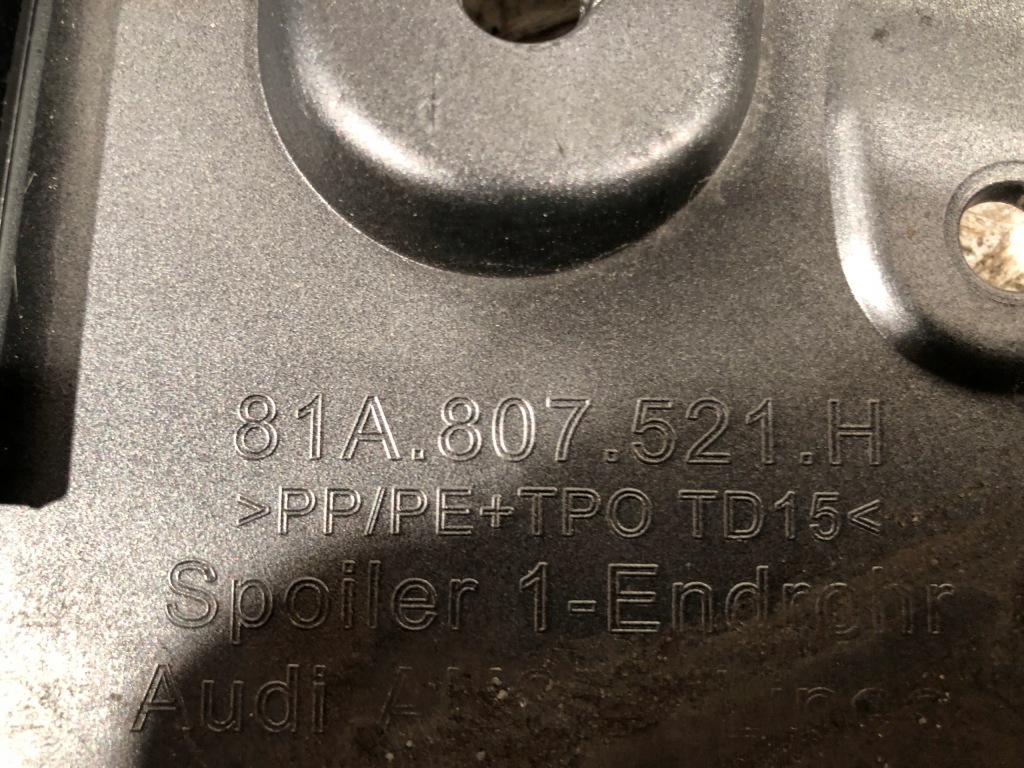 81A.807.521.H
>PP/PE+TPO TD15<
Spoiler 1-Endrohr
Audi